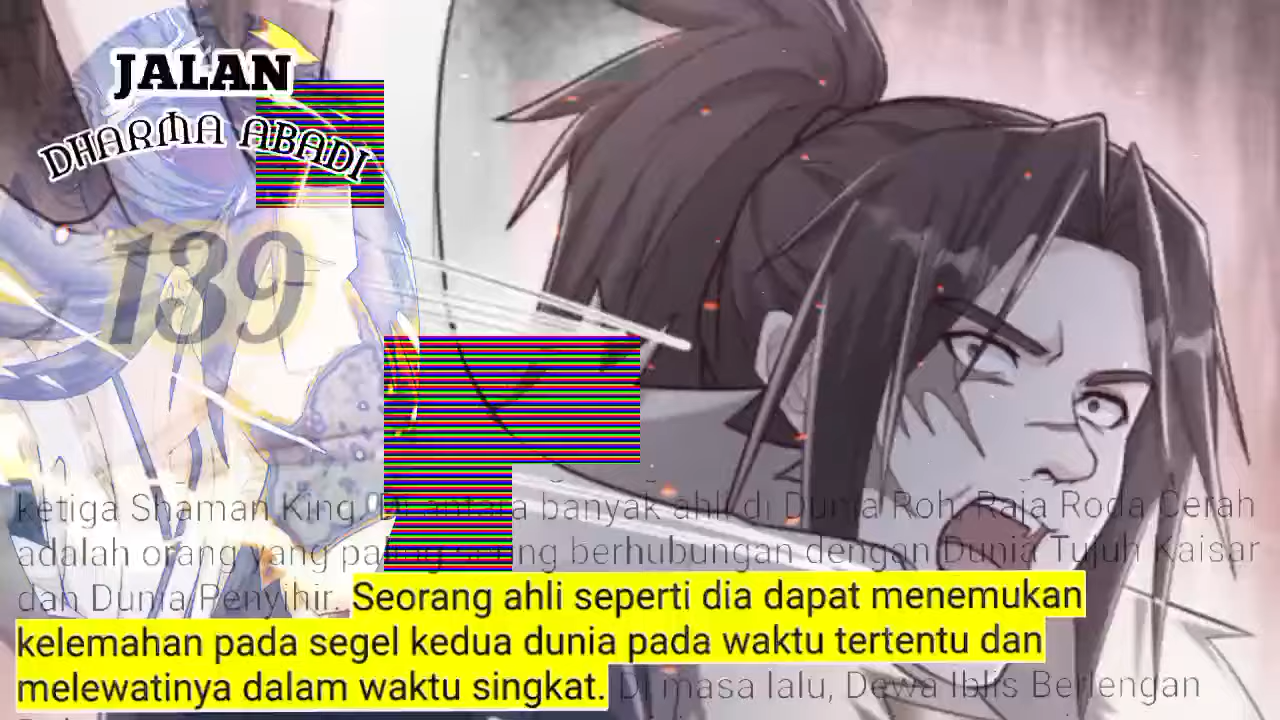 JALAN
DHARMA ABADI
139
ketiga Shaman King. Di antara banyak ahli di Dunia Roh, Raja Roda Cerah
adalah orang yang paling sering berhubungan dengan Dunia Tujuh Kaisar
dan Dunia Penyihir. Seorang ahli seperti dia dapat menemukan
kelemahan pada segel kedua dunia pada waktu tertentu dan
melewatinya dalam waktu singkat. Di masa lalu, Dewa Iblis Berlengan